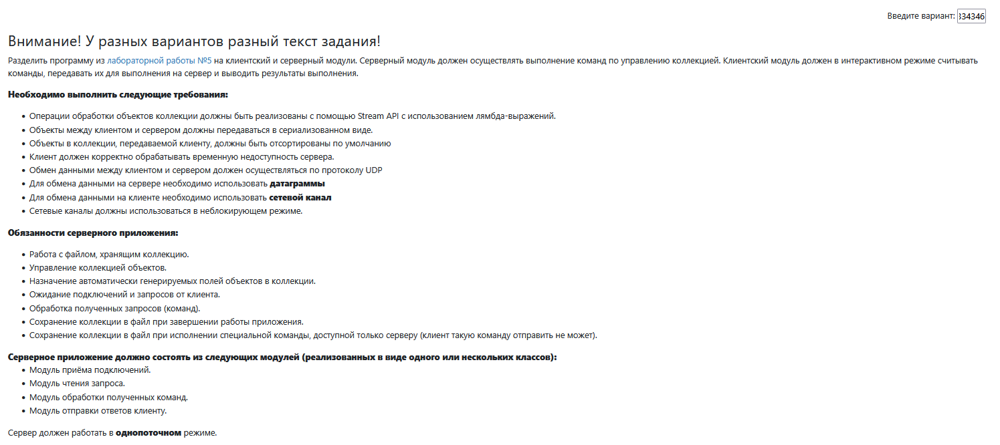 Введите вариант: 334346
Внимание! У разных вариантов разный текст задания!
Разделить программу из лабораторной работы №5 на клиентский и серверный модули. Серверный модуль должен осуществлять выполнение команд по управлению коллекцией. Клиентский модуль должен в интерактивном режиме считывать
команды, передавать их для выполнения на сервер и выводить результаты выполнения.
Необходимо выполнить следующие требования:
• Операции обработки объектов коллекции должны быть реализованы с помощью Stream API с использованием лямбда-выражений.
• Объекты между клиентом и сервером должны передаваться в сериализованном виде.
• Объекты в коллекции, передаваемой клиенту, должны быть отсортированы по умолчанию
• Клиент должен корректно обрабатывать временную недоступность сервера.
• Обмен данными между клиентом и сервером должен осуществляться по протоколу UDP
• Для обмена данными на сервере необходимо использовать датаграммы
• Для обмена данными на клиенте необходимо использовать сетевой канал
• Сетевые каналы должны использоваться в неблокирующем режиме.
Обязанности серверного приложения:
• Работа с файлом, хранящим коллекцию.
• Управление коллекцией объектов.
• Назначение автоматически генерируемых полей объектов в коллекции.
• Ожидание подключений и запросов от клиента.
• Обработка полученных запросов (команд).
• Сохранение коллекции в файл при завершении работы приложения.
• Сохранение коллекции в файл при исполнении специальной команды, доступной только серверу (клиент такую команду отправить не может).
Серверное приложение должно состоять из следующих модулей (реализованных в виде одного или нескольких классов):
• Модуль приёма подключений.
• Модуль чтения запроса.
• Модуль обработки полученных команд.
• Модуль отправки ответов клиенту.
Сервер должен работать в однопоточном режиме.